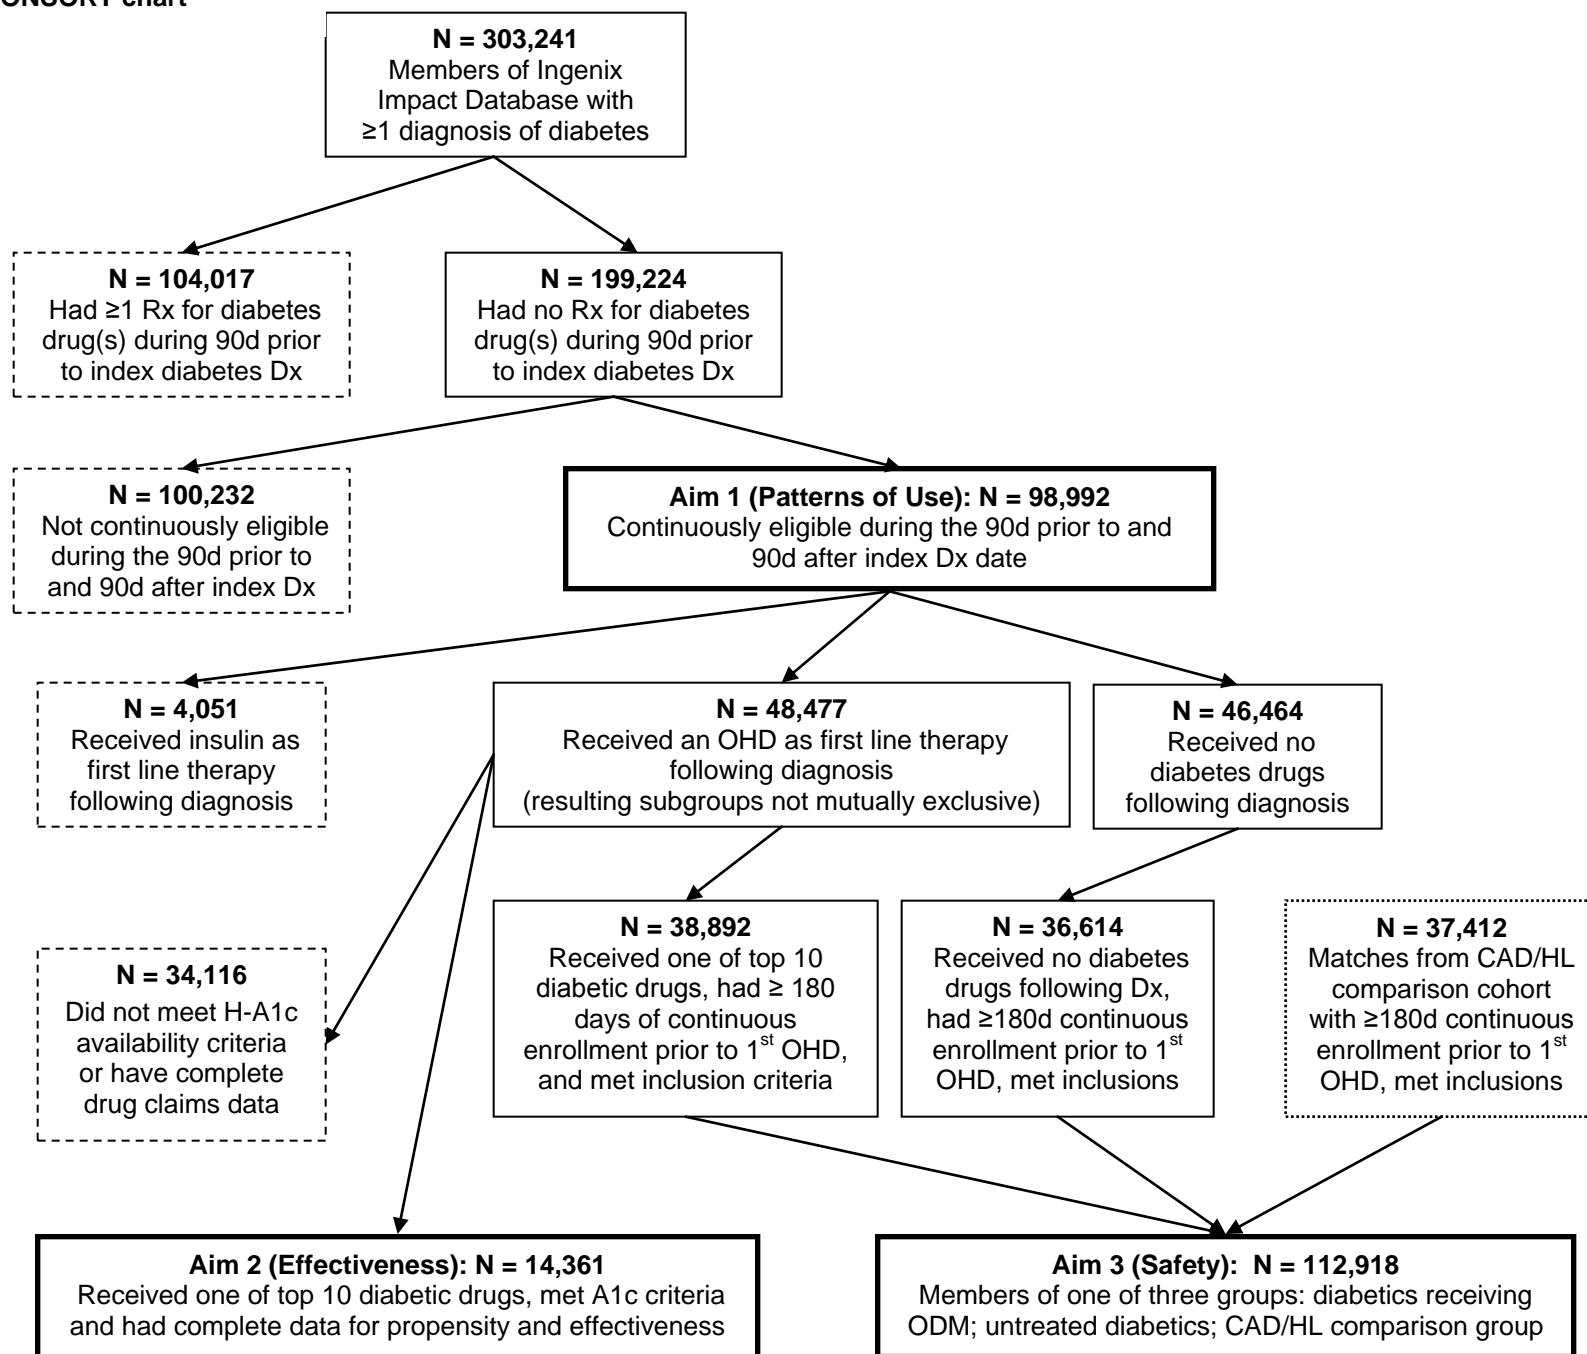 ONSORT chart
N = 303,241
Members of Ingenix
Impact Database with
≥1 diagnosis of diabetes
N = 104,017
Had ≥1 Rx for diabetes
drug(s) during 90d prior
to index diabetes Dx
N = 199,224
Had no Rx for diabetes
drug(s) during 90d prior
to index diabetes Dx
N = 100,232
Not continuously eligible
during the 90d prior to
and 90d after index Dx
Aim 1 (Patterns of Use): N = 98,992
Continuously eligible during the 90d prior to and
90d after index Dx date
N = 4,051
Received insulin as
first line therapy
following diagnosis
N = 48,477
Received an OHD as first line therapy
following diagnosis
(resulting subgroups not mutually exclusive)
N = 46,464
Received no
diabetes drugs
following diagnosis
N = 34,116
Did not meet H-A1c
availability criteria
or have complete
drug claims data
N = 38,892
Received one of top 10
diabetic drugs, had ≥ 180
days of continuous
enrollment prior to 1st OHD,
and met inclusion criteria
N = 36,614
Received no diabetes
drugs following Dx,
had ≥180d continuous
enrollment prior to 1st
OHD, met inclusions
N = 37,412
Matches from CAD/HL
comparison cohort
with ≥180d continuous
enrollment prior to 1st
OHD, met inclusions
Aim 2 (Effectiveness): N = 14,361
Received one of top 10 diabetic drugs, met A1c criteria
and had complete data for propensity and effectiveness
Aim 3 (Safety): N = 112,918
Members of one of three groups: diabetics receiving
ODM; untreated diabetics; CAD/HL comparison group